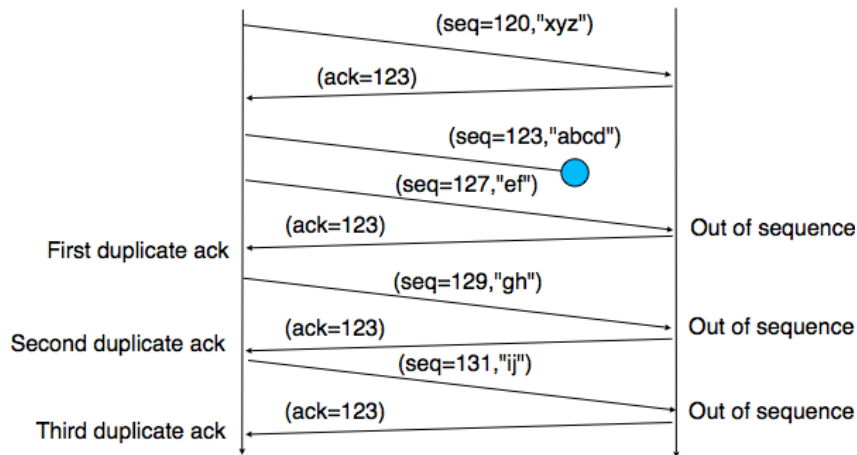 (seq=120,"xyz")
(ack=123)
(seq=123,"abcd")
(seq=127,"ef")
(ack=123)
Out of sequence
First duplicate ack
(seq=129,"gh")
(ack=123)
Out of sequence
Second duplicate ack
(seq=131,"ij")
(ack=123)
Out of sequence
Third duplicate ack